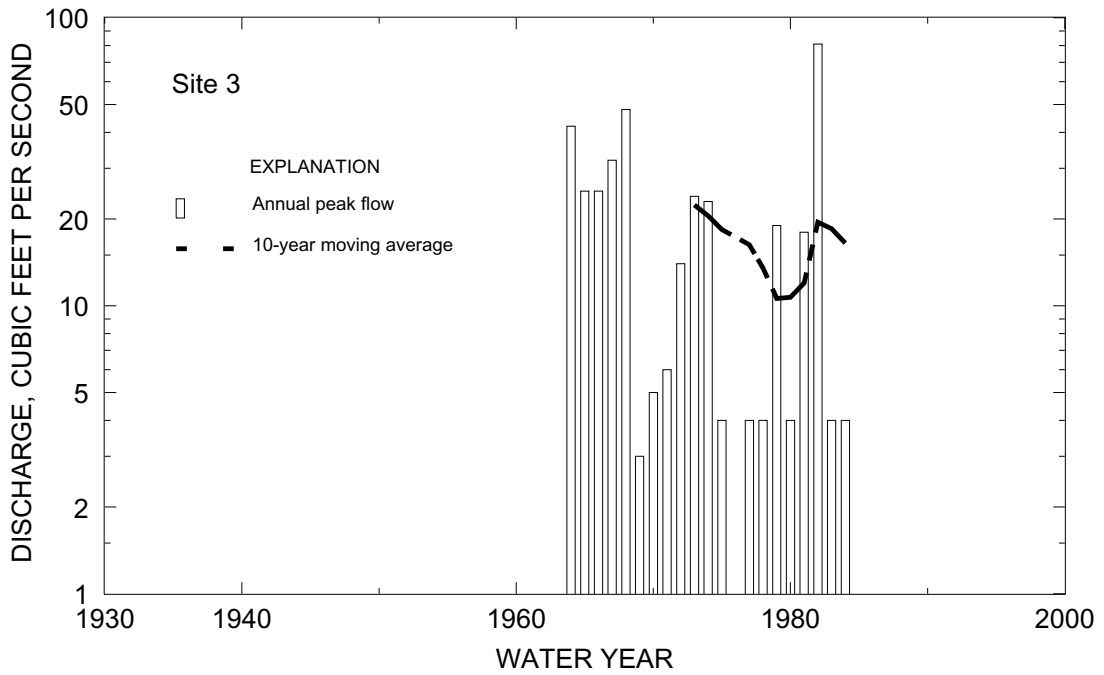 100
50
20
10
5
2
1
DISCHARGE, CUBIC FEET PER SECOND
Site 3
EXPLANATION
Annual peak flow
10-year moving average
1930
1940
1960
1980
2000
WATER YEAR